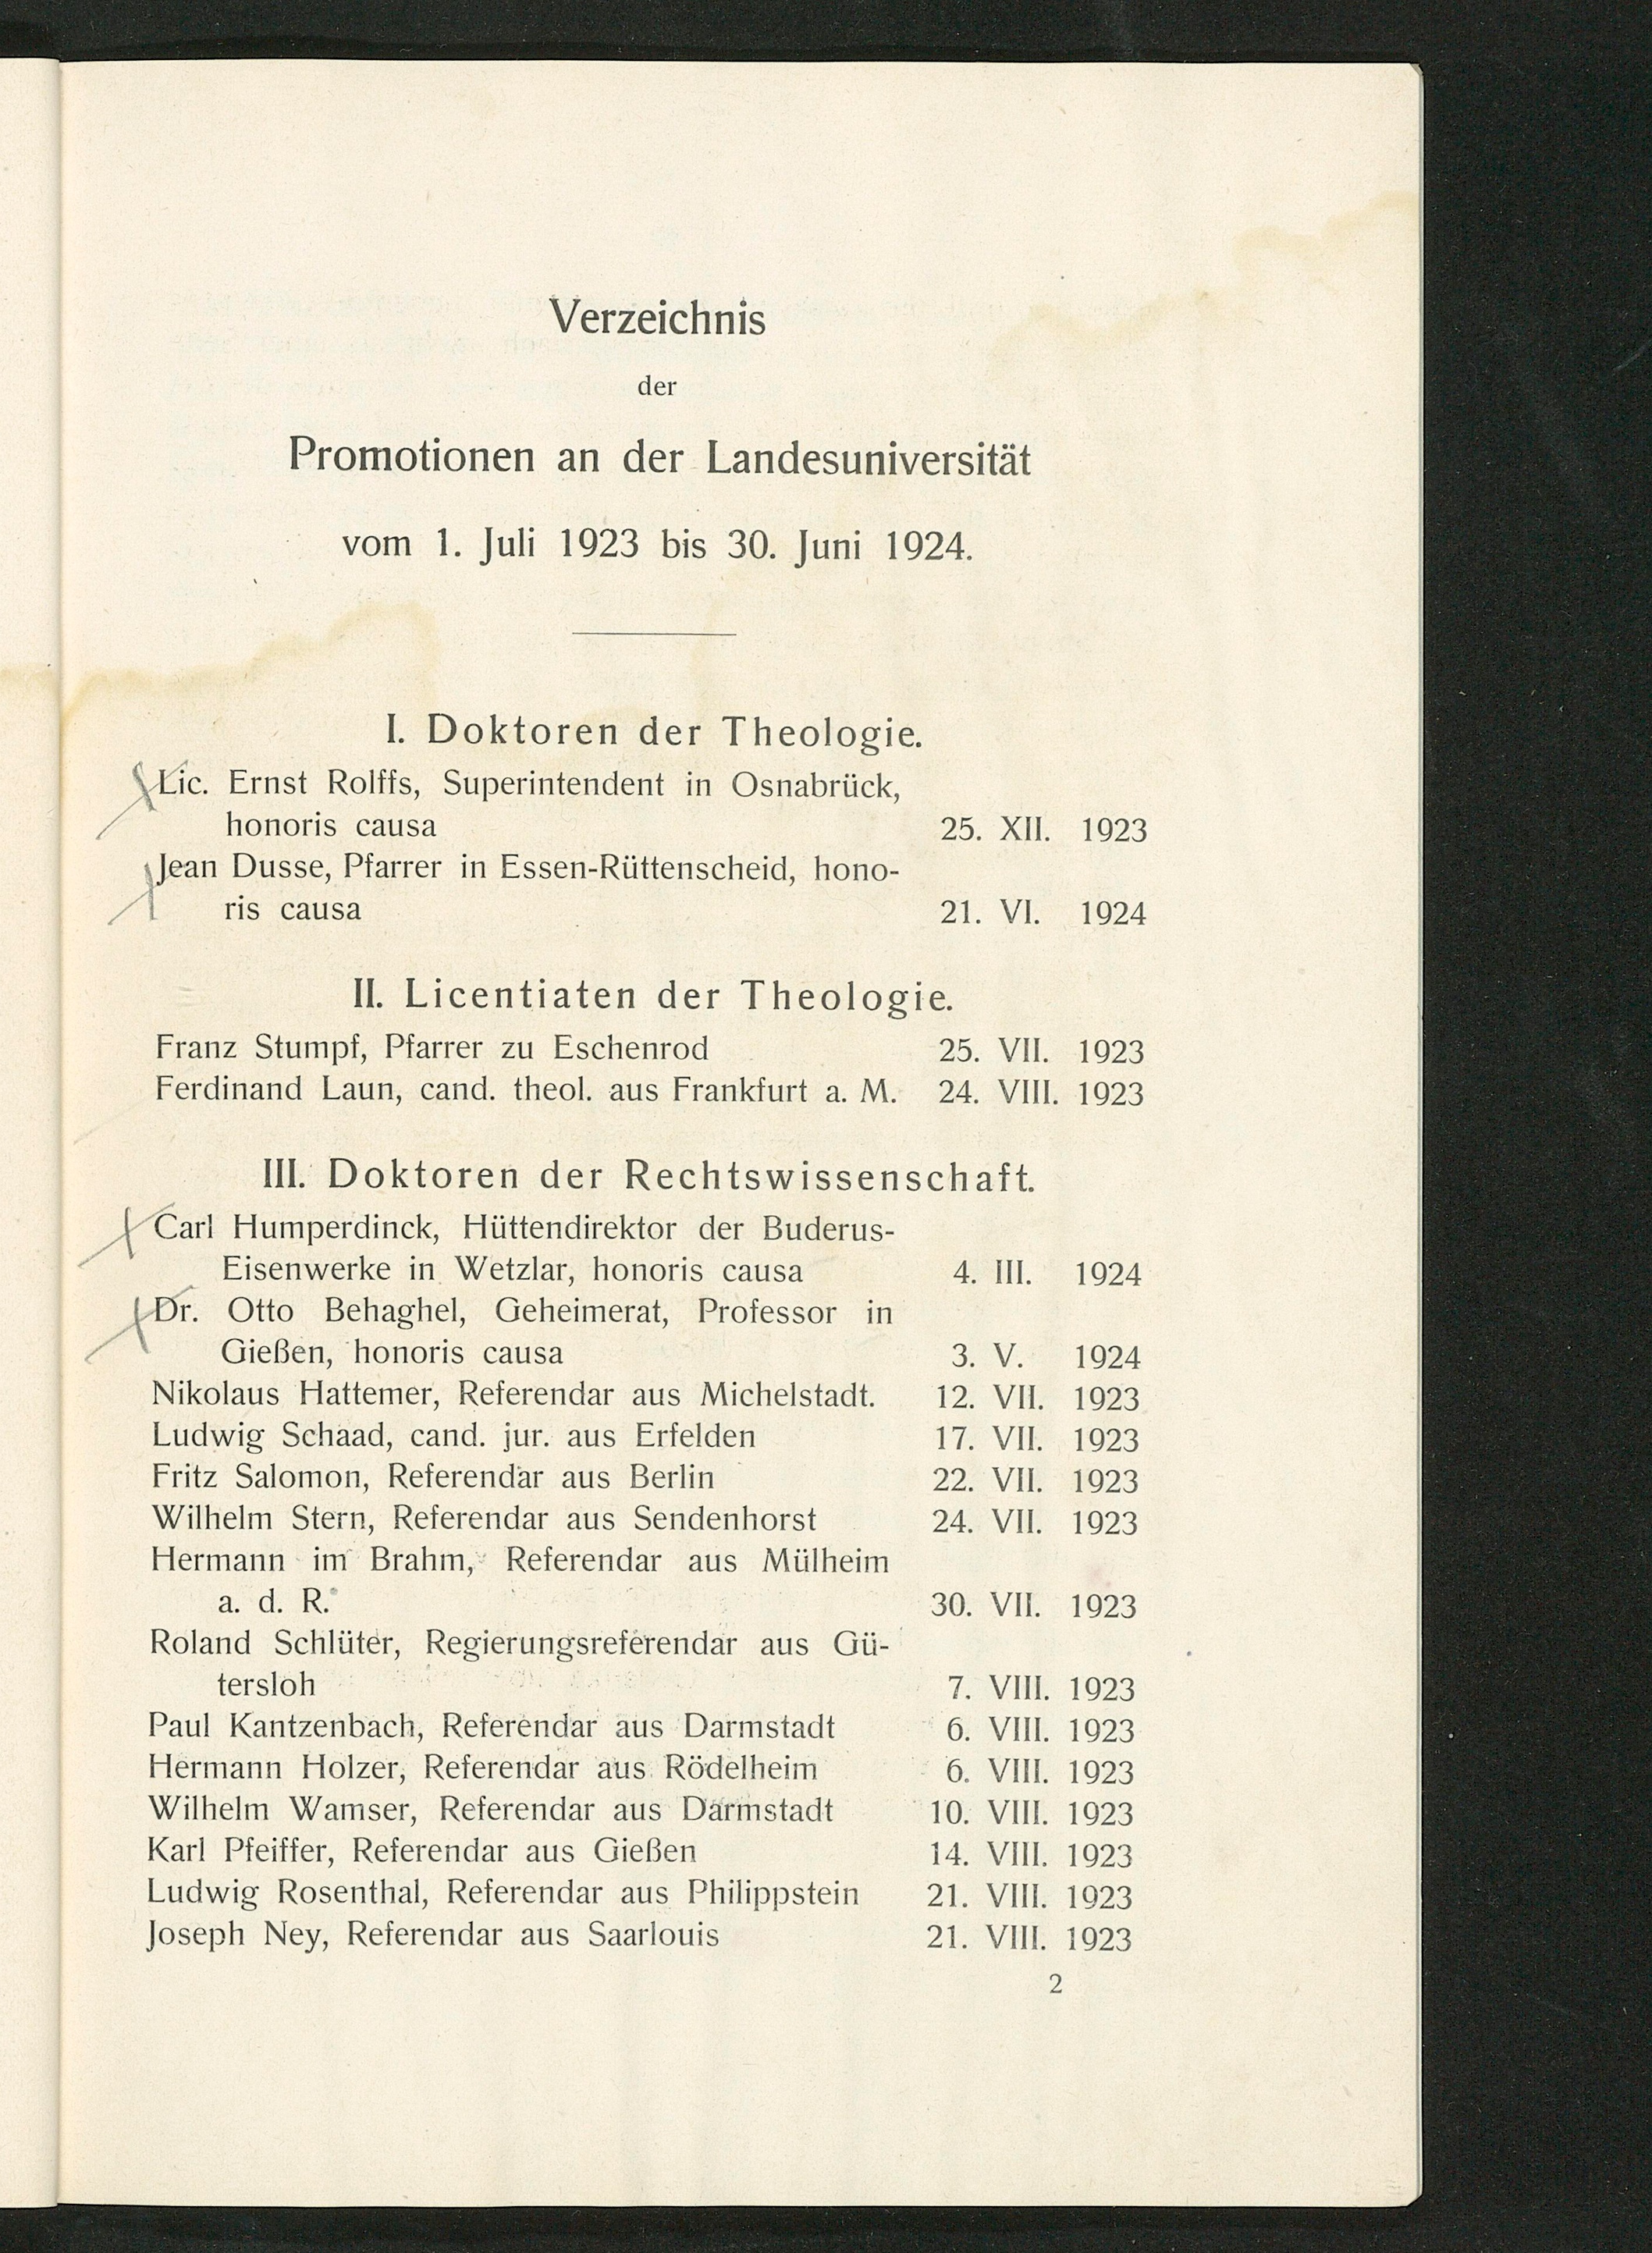 Verzeichnis
der
Promotionen an der Landesuniversität
vom 1. Juli 1923 bis 30. Juni 1924.
I. Doktoren der Theologie.
Lic. Ernst Rolffs, Superintendent in Osnabrück,
honoris causa 25. XII. 1923
Jean Dusse, Pfarrer in Essen-Rüttenscheid, hono-
ris causa 21. VI. 1924
II. Licentiaten der Theologie.
Franz Stumpf, Pfarrer zu Eschenrod 25. VII. 1923
Ferdinand Laun, cand. theol. aus Frankfurt a. M. 24. VIII. 1923
III. Doktoren der Rechtswissenschaft.
Carl Humperdinck, Hüttendirektor der Buderus-
Eisenwerke in Wetzlar, honoris causa 4. III. 1924
Dr. Otto Behaghel, Geheimerat, Professor in
Gießen, honoris causa 3. V. 1924
Nikolaus Hattemer, Referendar aus Michelstadt. 12. VII. 1923
Ludwig Schaad, cand. jur. aus Erfelden 17. VII. 1923
Fritz Salomon, Referendar aus Berlin 22. VII. 1923
Wilhelm Stern, Referendar aus Sendenhorst 24. VII. 1923
Hermann im Brahm, Referendar aus Mülheim
a. d. R. 30. VII. 1923
Roland Schlüter, Regierungsreferendar aus Gü-
tersloh 7. VIII. 1923
Paul Kantzenbach, Referendar aus Darmstadt 6. VIII. 1923
Hermann Holzer, Referendar aus Rödelheim 6. VIII. 1923
Wilhelm Wamser, Referendar aus Darmstadt 10. VIII. 1923
Karl Pfeiffer, Referendar aus Gießen 14. VIII. 1923
Ludwig Rosenthal, Referendar aus Philippstein 21. VIII. 1923
Joseph Ney, Referendar aus Saarlouis 21. VIII. 1923
2